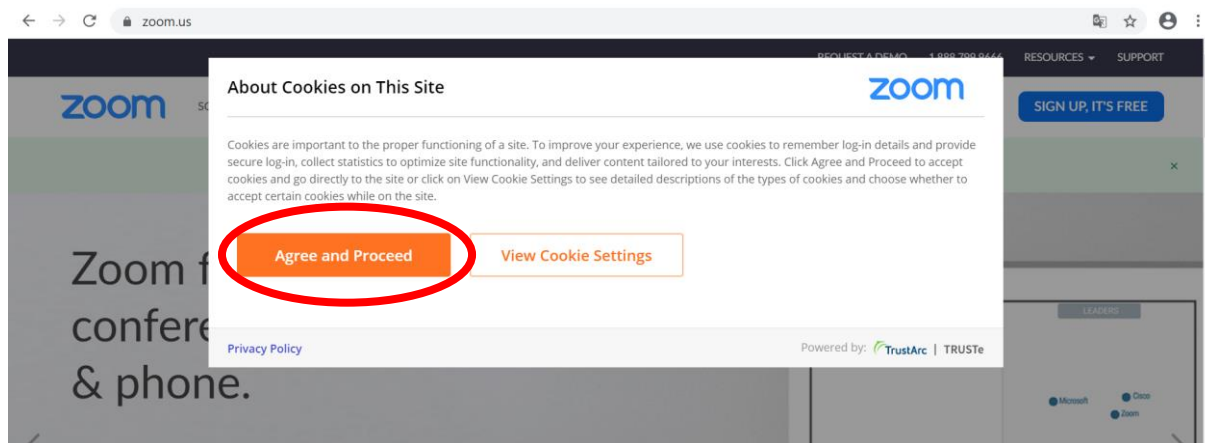 zoom.us
REQUEST A DEMO 1.888.799.9666 RESOURCES SUPPORT
About Cookies on This Site
zoom
zoom
SIGN UP, IT'S FREE
Cookies are important to the proper functioning of a site. To improve your experience, we use cookies to remember log-in details and provide
secure log-in, collect statistics to optimize site functionality, and deliver content tailored to your interests. Click Agree and Proceed to accept
cookies and go directly to the site or click on View Cookie Settings to see detailed descriptions of the types of cookies and choose whether to
accept certain cookies while on the site.
Agree and Proceed
View Cookie Settings
Zoom f
confere
& phone.
LEADERS
Privacy Policy
Powered by: TrustArc | TRUSTe
Microsoft
Cisco
Zoom